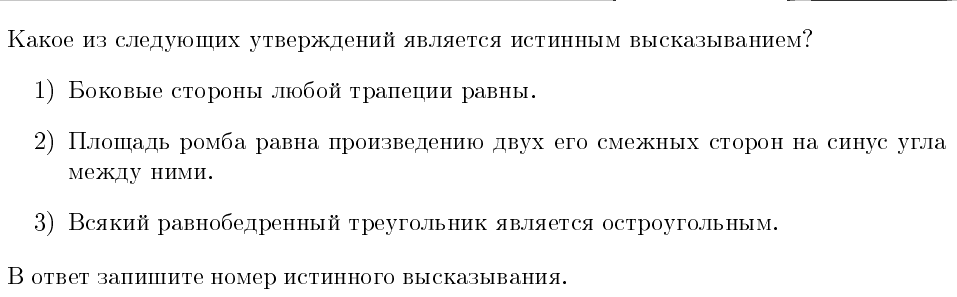 Какое из следующих утверждений является истинным высказыванием?
1) Боковые стороны любой трапеции равны.
2) Площадь ромба равна произведению двух его смежных сторон на синус угла
между ними.
3) Всякий равнобедренный треугольник является остроугольным.
В ответ запишите номер истинного высказывания.